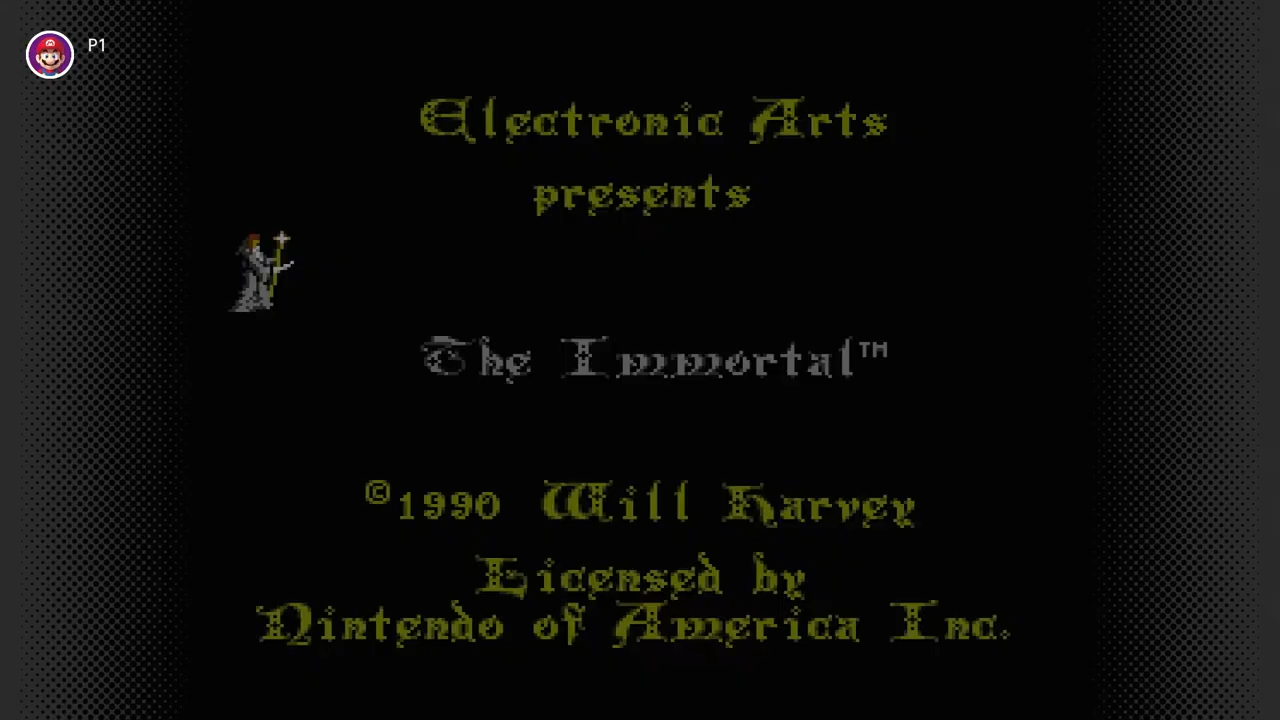 P1
Electronic Arts
presents
The Immortal™
©1990 Will Harvey
Licensed by
Nintendo of America Inc.